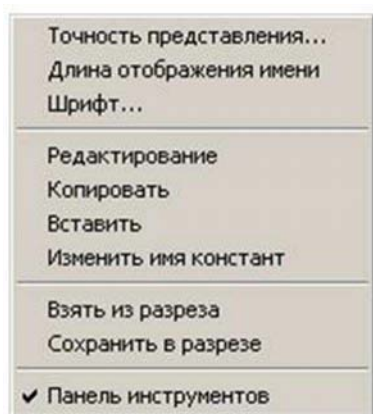 Точность представления...
Длина отображения имени
Шрифт...
Редактирование
Копировать
Вставить
Изменить имя констант
Взять из разреза
Сохранить в разрезе
Панель инструментов